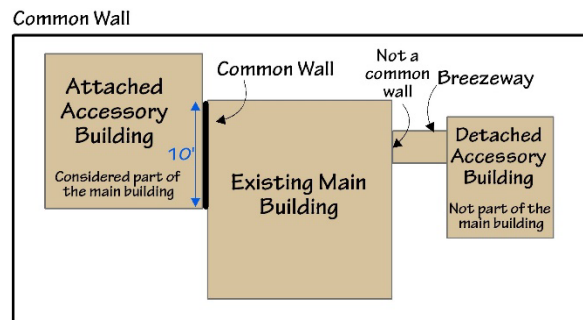 Common Wall
Attached
Accessory
Building
Considered part of
the main building
10'
Common Wall
Existing Main
Building
Not a
common
wall
Breezeway
Detached
Accessory
Building
Not part of the
main building